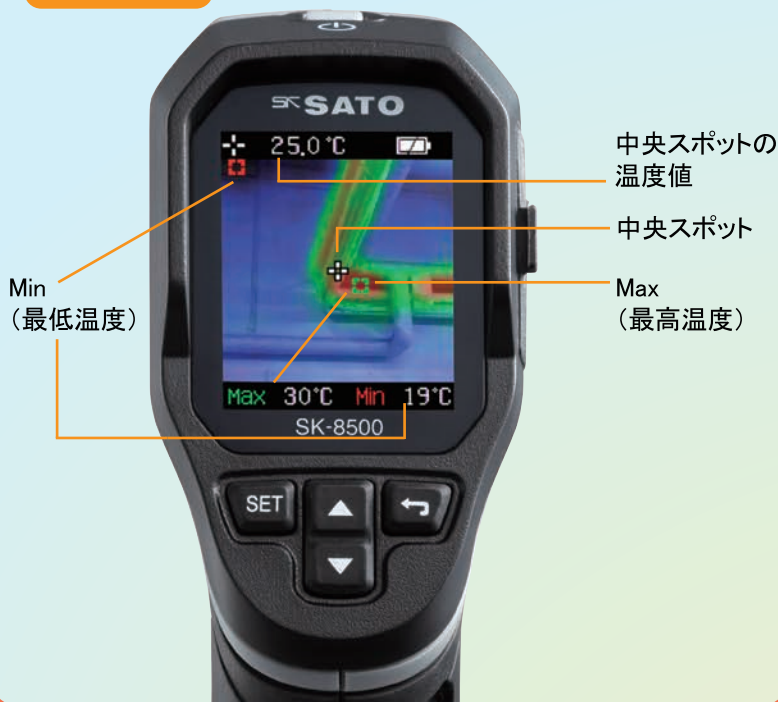 SK SATO
25.0℃
中央スポットの
温度値
中央スポット
Min
(最低温度)
Max
(最高温度)
Max 30℃ Min 19℃
SK-8500
SET